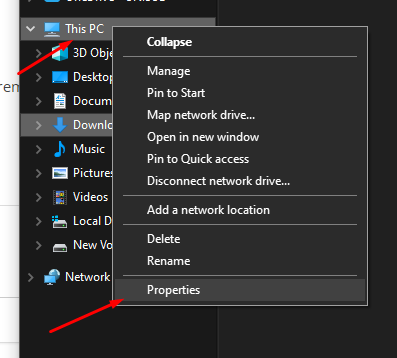 This PC
Collapse
3D Obje
Manage
Desktop
Pin to Start
Docum
Map network drive...
Downlo
Open in new window
Music
Pin to Quick access
Pictures
Disconnect network drive...
Videos
Local D
Add a network location
New Vo
Delete
Rename
Network
Properties